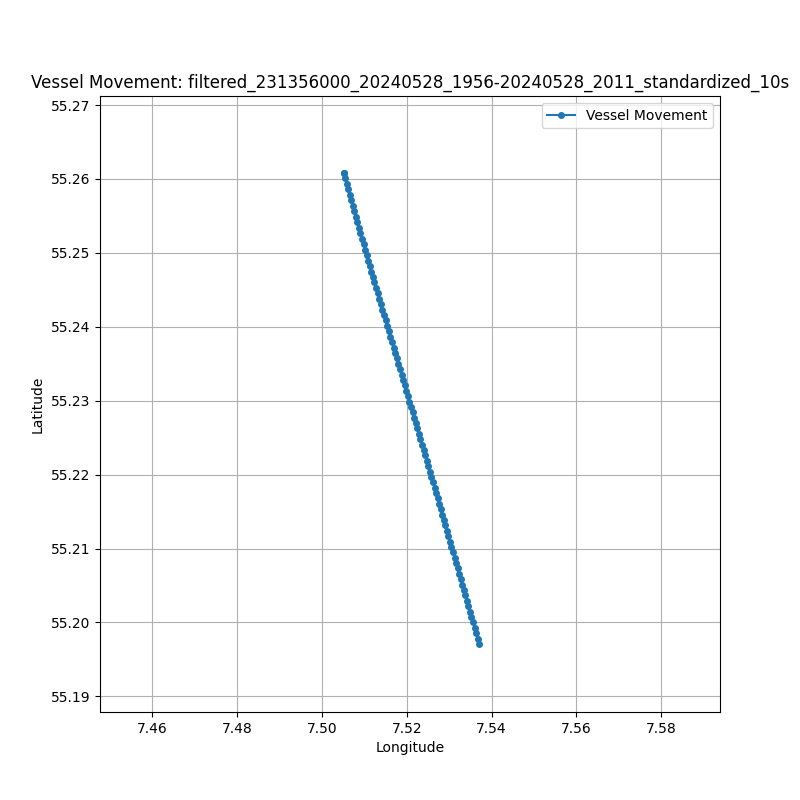 Vessel Movement: filtered_231356000_20240528_1956-20240528_2011_standardized_10s
Vessel Movement
55.27
55.26
55.25
55.24
55.23
55.22
55.21
55.20
55.19
Latitude
7.46 7.48 7.50 7.52 7.54 7.56 7.58
Longitude